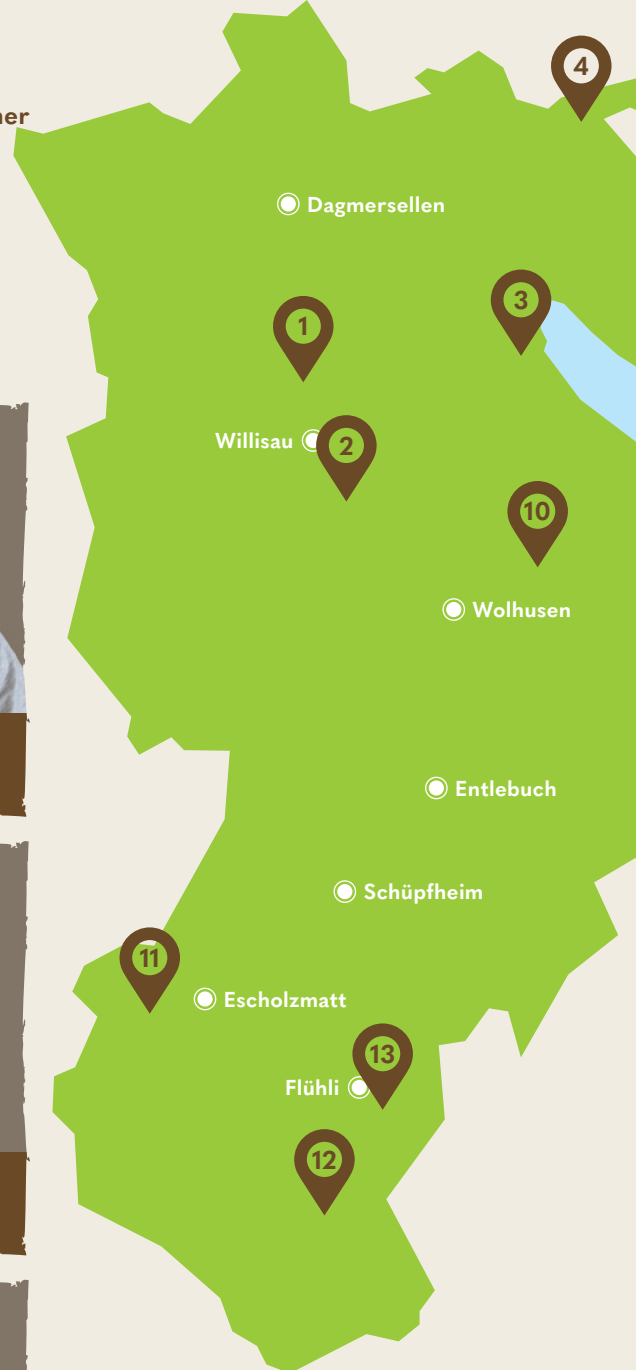 4
ner
Dagmersellen
3
1
Willisau
2
10
Wolhusen
Entlebuch
Schüpfheim
11
Escholzmatt
13
Flühli
12